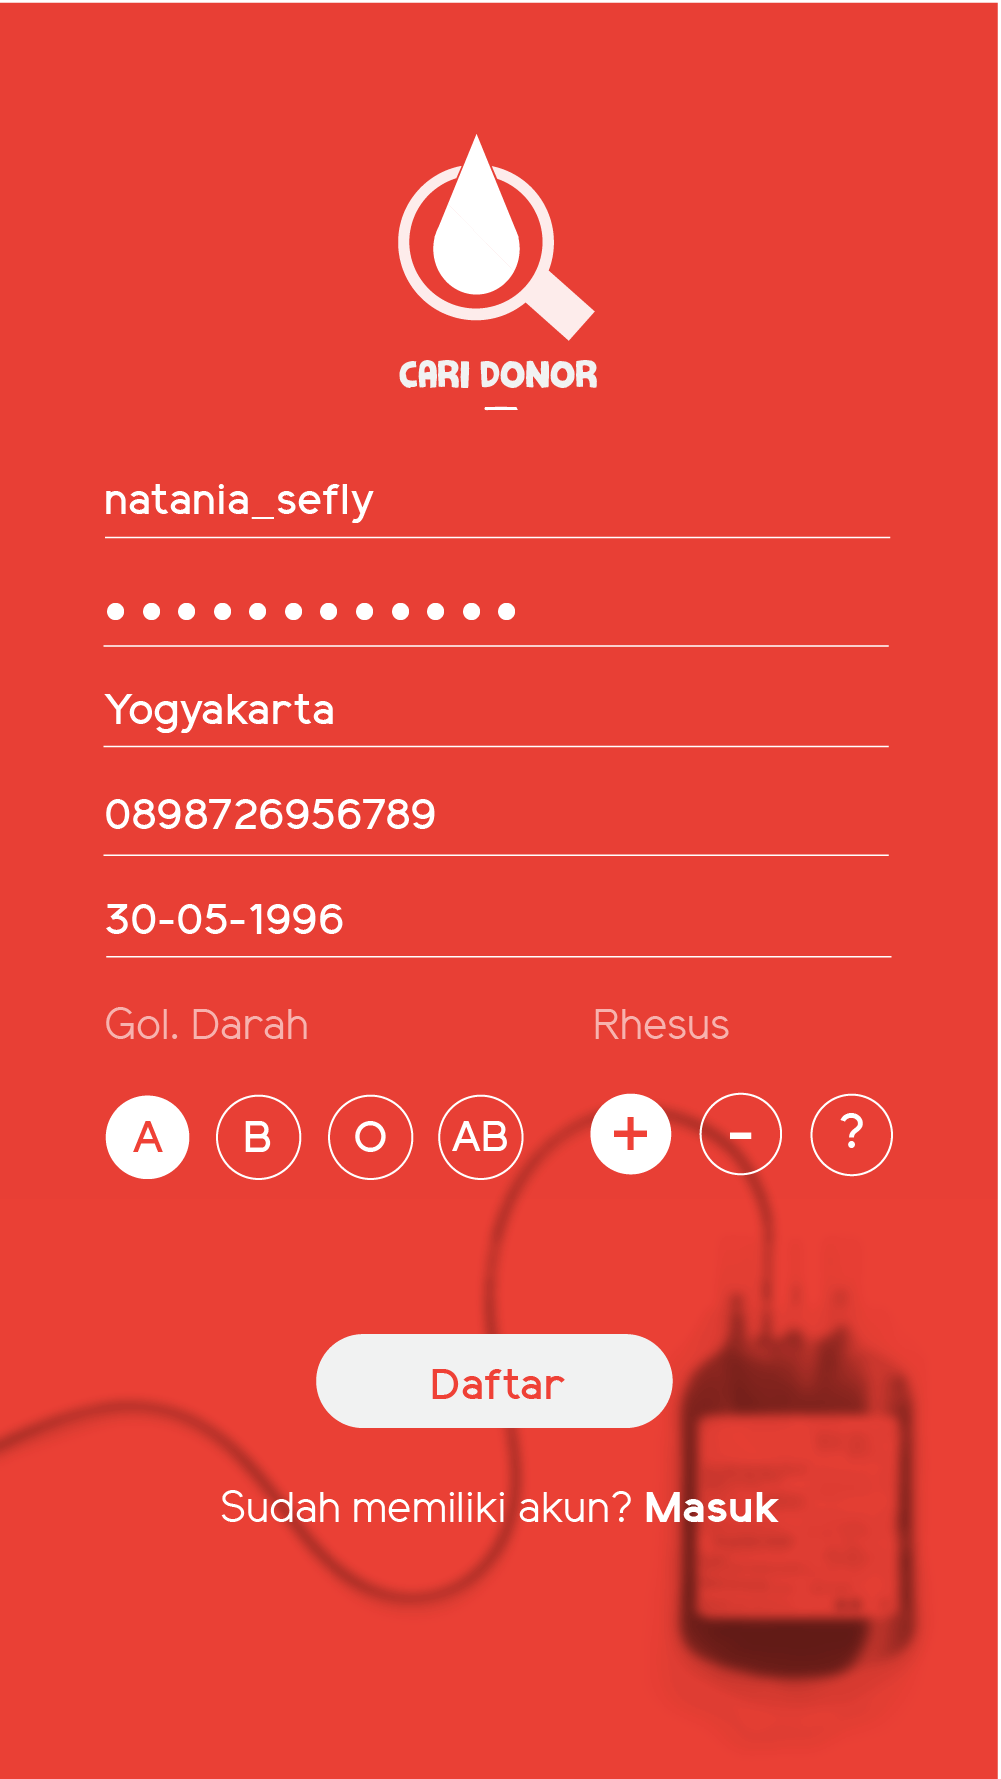 CARI DONOR
natania_sefly
••••••••••••
Yogyakarta
0898726956789
30-05-1996
Gol. Darah Rhesus
A B O AB + - ?
Daftar
Sudah memiliki akun? Masuk